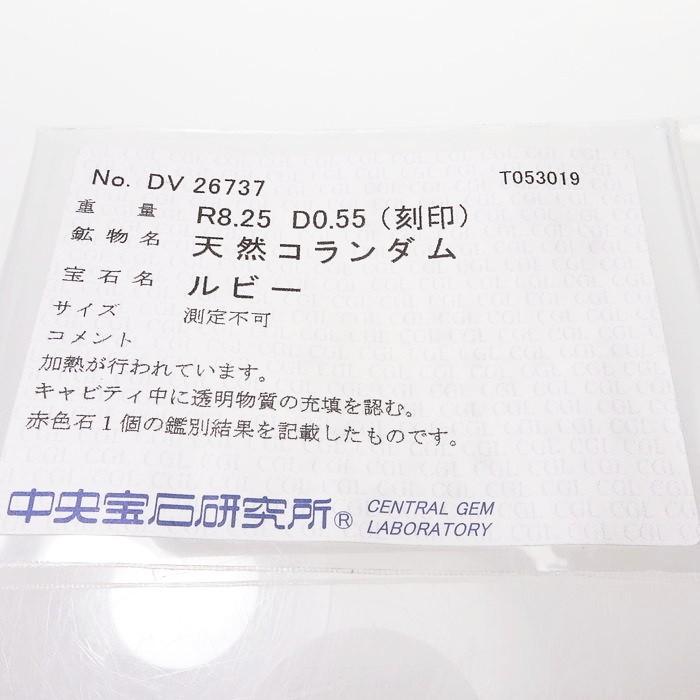 No. DV 26737 T053019
重量 R8.25 D0.55（刻印）
鉱物名 天然コランダム
宝石名 ルビー
サイズ 測定不可
コメント
加熱が行われています。
キャビティ中に透明物質の充填を認む。
赤色石１個の鑑別結果を記載したものです。
中央宝石研究所® CENTRAL GEM
LABORATORY